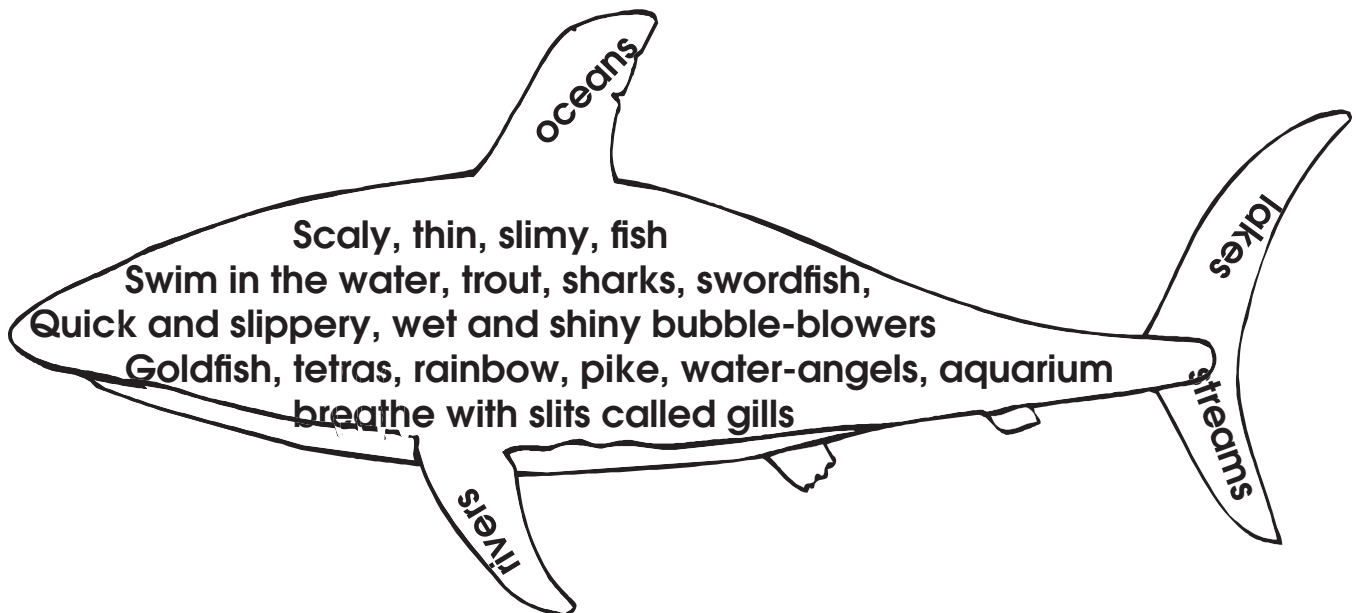 oceans
lakes
Scaly, thin, slimy, fish
Swim in the water, trout, sharks, swordfish,
Quick and slippery, wet and shiny bubble-blowers
Goldfish, tetras, rainbow, pike, water-angels, aquarium
breathe with slits called gills
streams
rivers